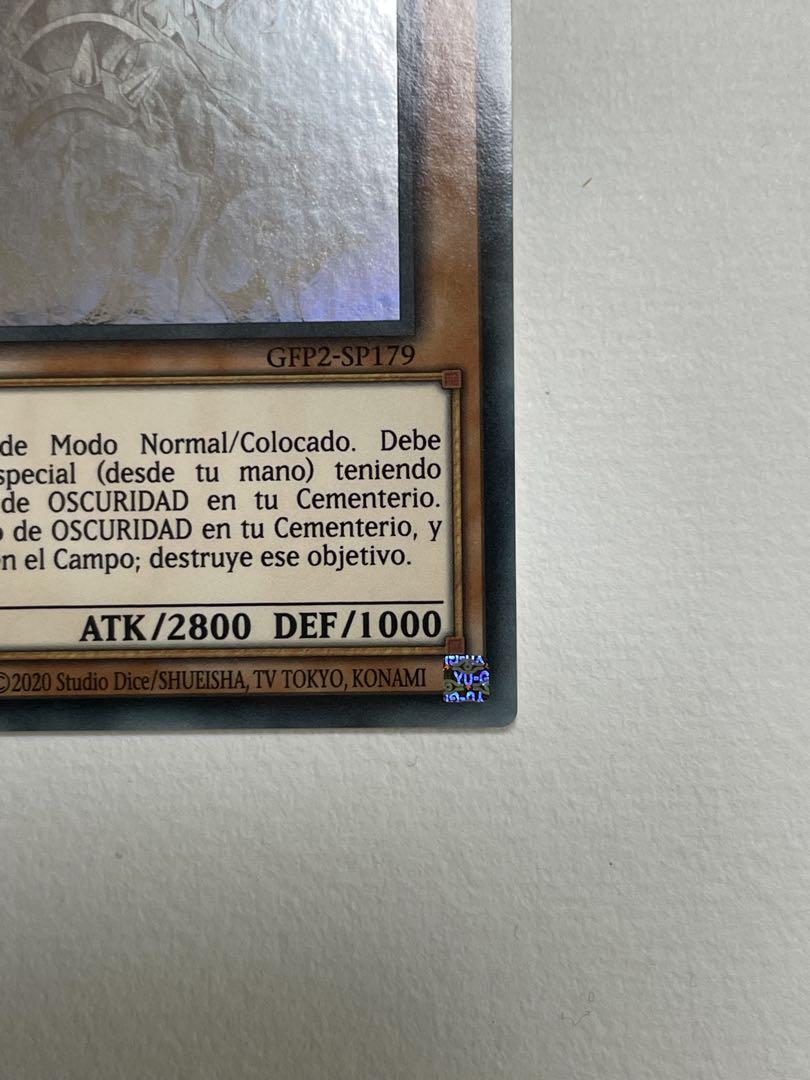 GFP2-SP179
de Modo Normal/Colocado. Debe
special (desde tu mano) teniendo
de OSCURIDAD en tu Cementerio.
o de OSCURIDAD en tu Cementerio, y
en el Campo; destruye ese objetivo.
ATK/2800 DEF/1000
©2020 Studio Dice/SHUEISHA, TV TOKYO, KONAMI
YU-G